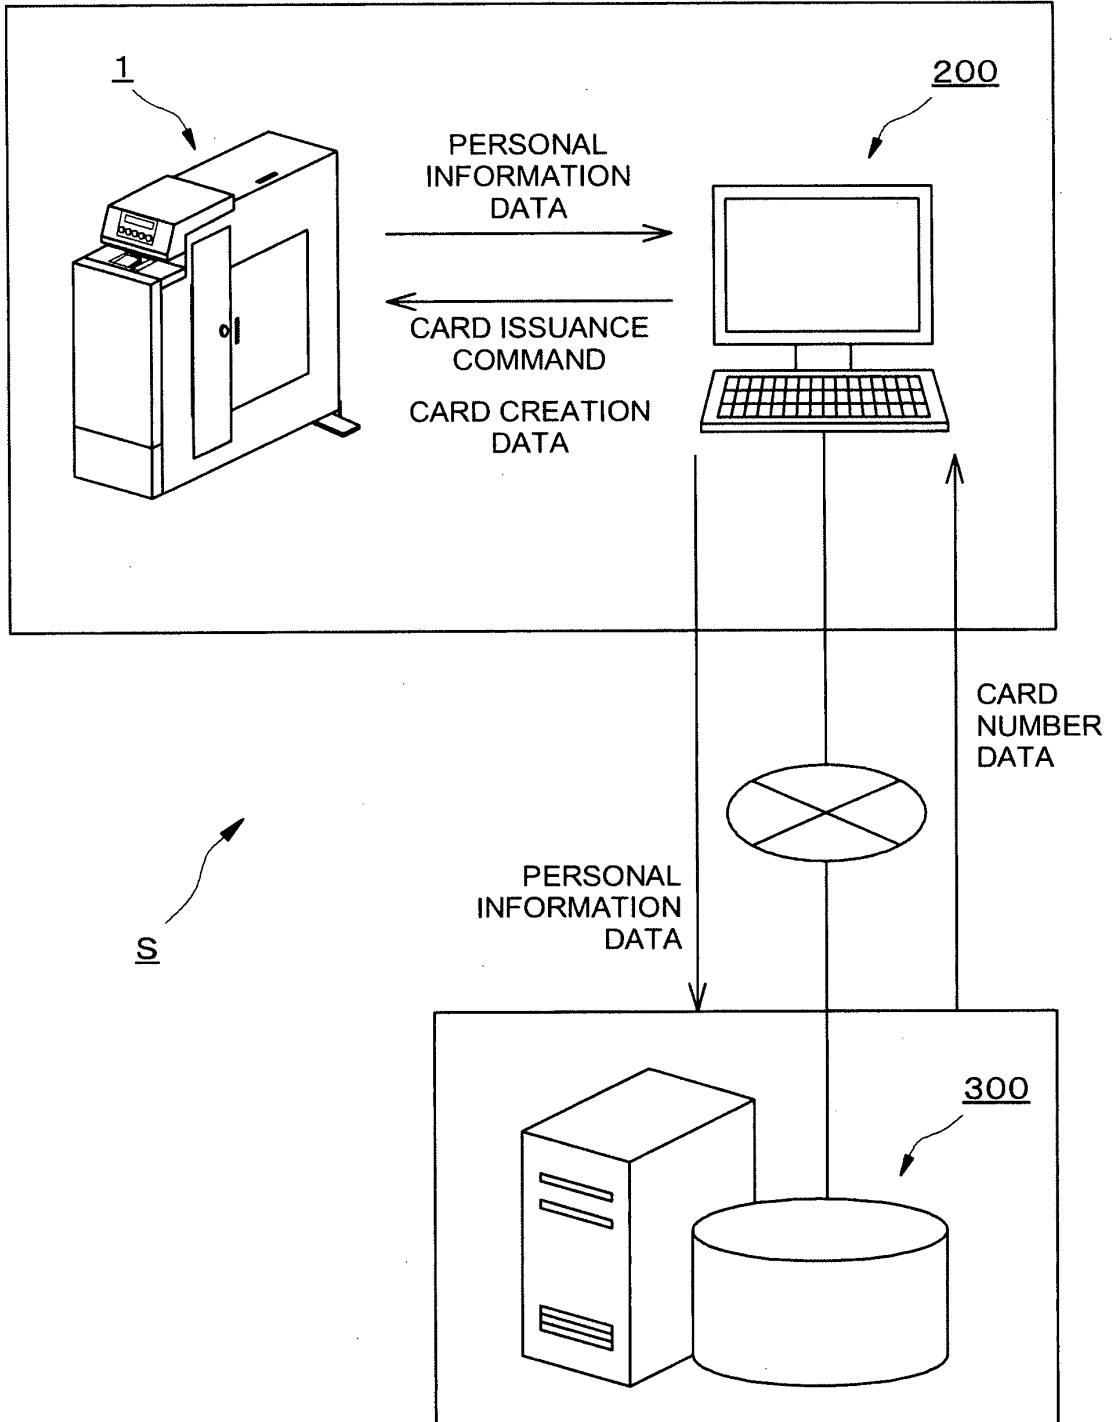 1
200
PERSONAL
INFORMATION
DATA
CARD ISSUANCE
COMMAND
CARD CREATION
DATA
CARD
NUMBER
DATA
PERSONAL
INFORMATION
DATA
S
300